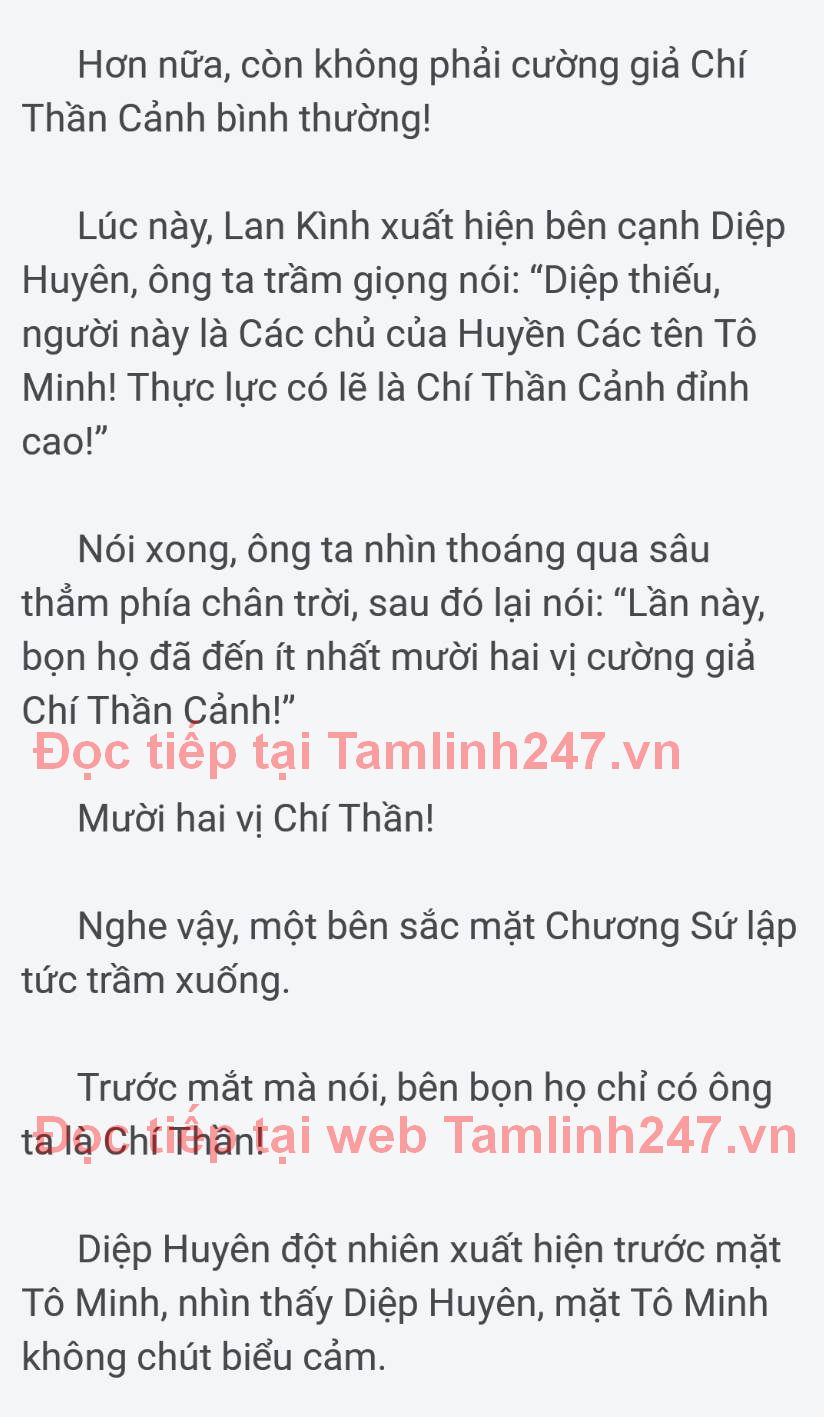 Hơn nữa, còn không phải cường giả Chí
Thần Cảnh bình thường!
Lúc này, Lan Kình xuất hiện bên cạnh Diệp
Huyên, ông ta trầm giọng nói: “Diệp thiếu,
người này là Các chủ của Huyền Các tên Tô
Minh! Thực lực có lẽ là Chí Thần Cảnh đỉnh
cao!”
Nói xong, ông ta nhìn thoáng qua sâu
thẳm phía chân trời, sau đó lại nói: “Lần này,
bọn họ đã đến ít nhất mười hai vị cường giả
Chí Thần Cảnh!”
Đọc tiếp tại Tamlinh247.vn
Mười hai vị Chí Thần!
Nghe vậy, một bên sắc mặt Chương Sứ lập
tức trầm xuống.
Trước mắt mà nói, bên bọn họ chỉ có ông
ta là Chí Thần!
Đọc tiếp tại web Tamlinh247.vn
Diệp Huyên đột nhiên xuất hiện trước mặt
Tô Minh, nhìn thấy Diệp Huyên, mặt Tô Minh
không chút biểu cảm.